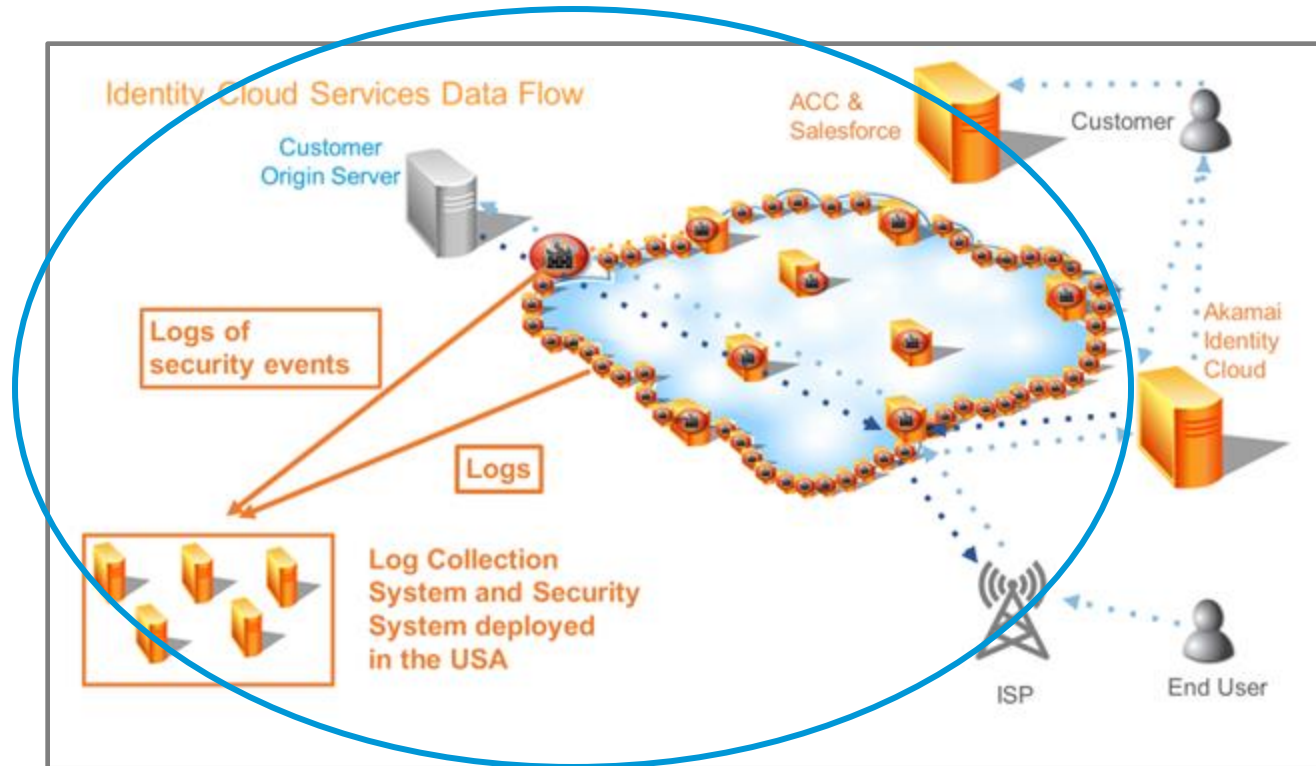 Identity Cloud Services Data Flow
Customer
Origin Server
ACC &
Salesforce
Customer
Logs of
security events
Akamai
Identity
Cloud
Logs
Log Collection
System and Security
System deployed
in the USA
ISP
End User